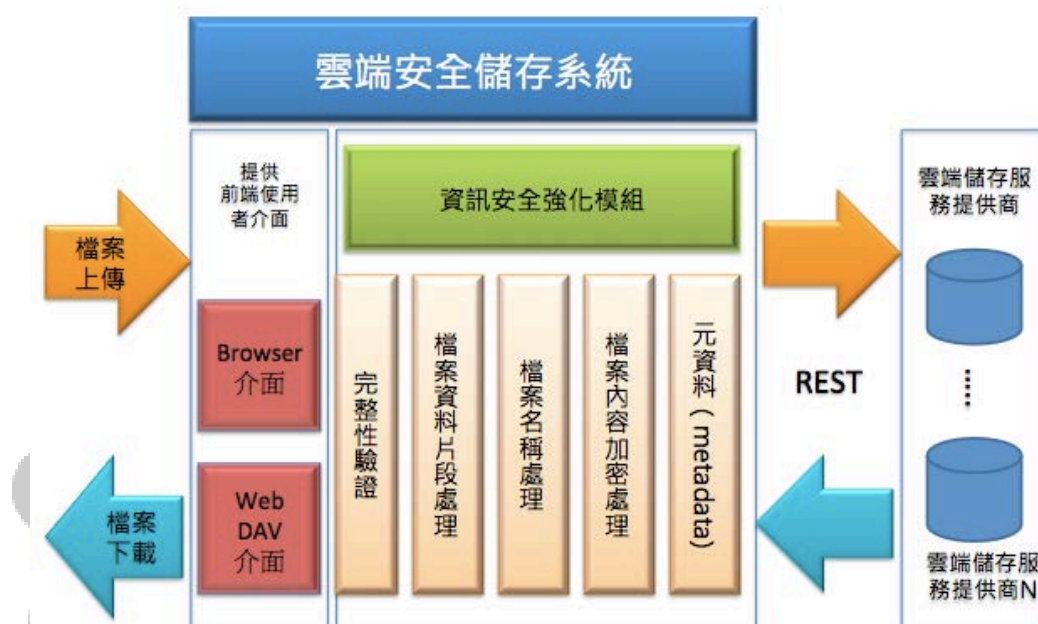 雲端安全儲存系統
提供
前端使用
者介面
資訊安全強化模組
檔案
上傳
Browser
介面
Web
DAV
介面
檔案
下載
完整性驗證
檔案資料片段處理
檔案名稱處理
檔案內容加密處理
元資料（metadata）
REST
雲端儲存服
務提供商
.....
雲端儲存服
務提供商N